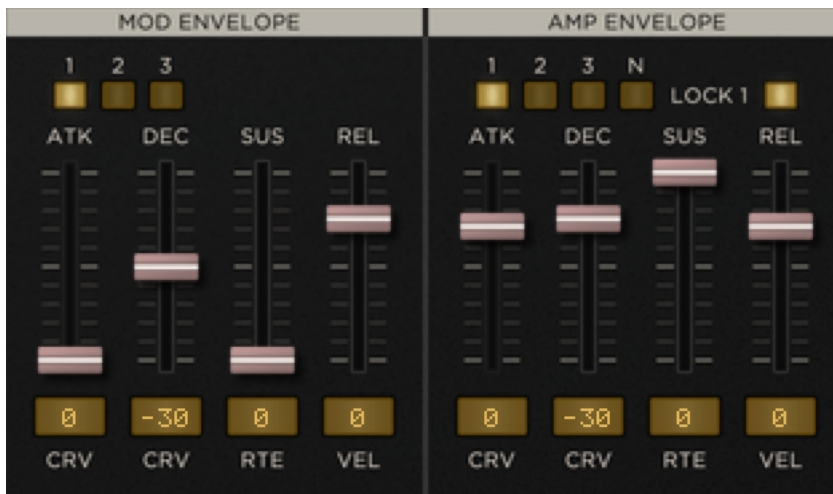 MOD ENVELOPE
1 2 3
ATK DEC SUS REL
0 -30 0 0
CRV CRV RTE VEL
AMP ENVELOPE
1 2 3 N
LOCK 1
ATK DEC SUS REL
0 -30 0 0
CRV CRV RTE VEL